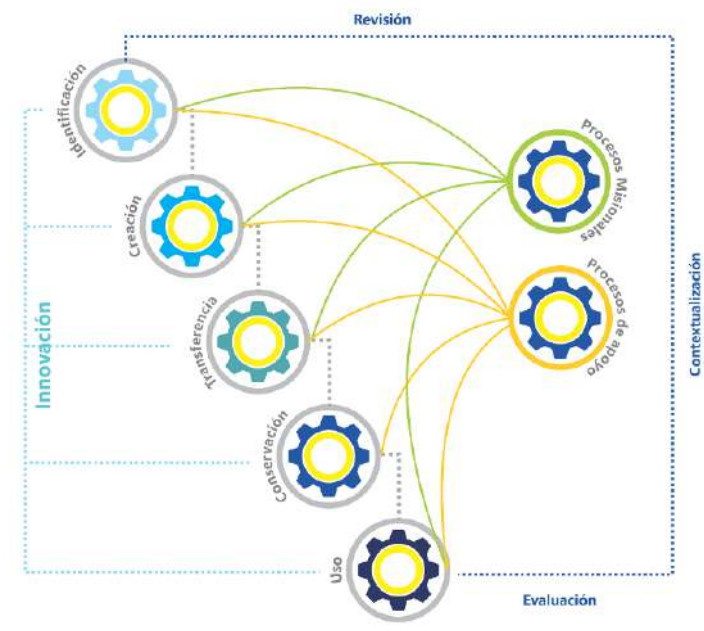 Revisión
Identificación
Procesos Misionales
Creación
Procesos de apoyo
Contextualización
Innovación
Transferencia
Conservación
Uso
Evaluación